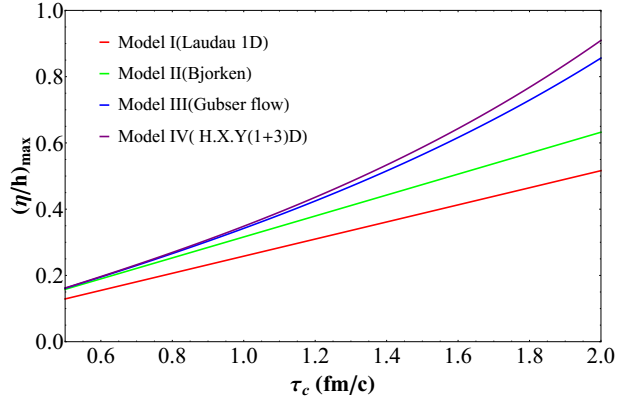 1.0
0.8
0.6
0.4
0.2
0.0
(η/h)max
Model I(Laudau 1D)
Model II(Bjorken)
Model III(Gubser flow)
Model IV( H.X.Y(1+3)D)
0.6 0.8 1.0 1.2 1.4 1.6 1.8 2.0
τc (fm/c)